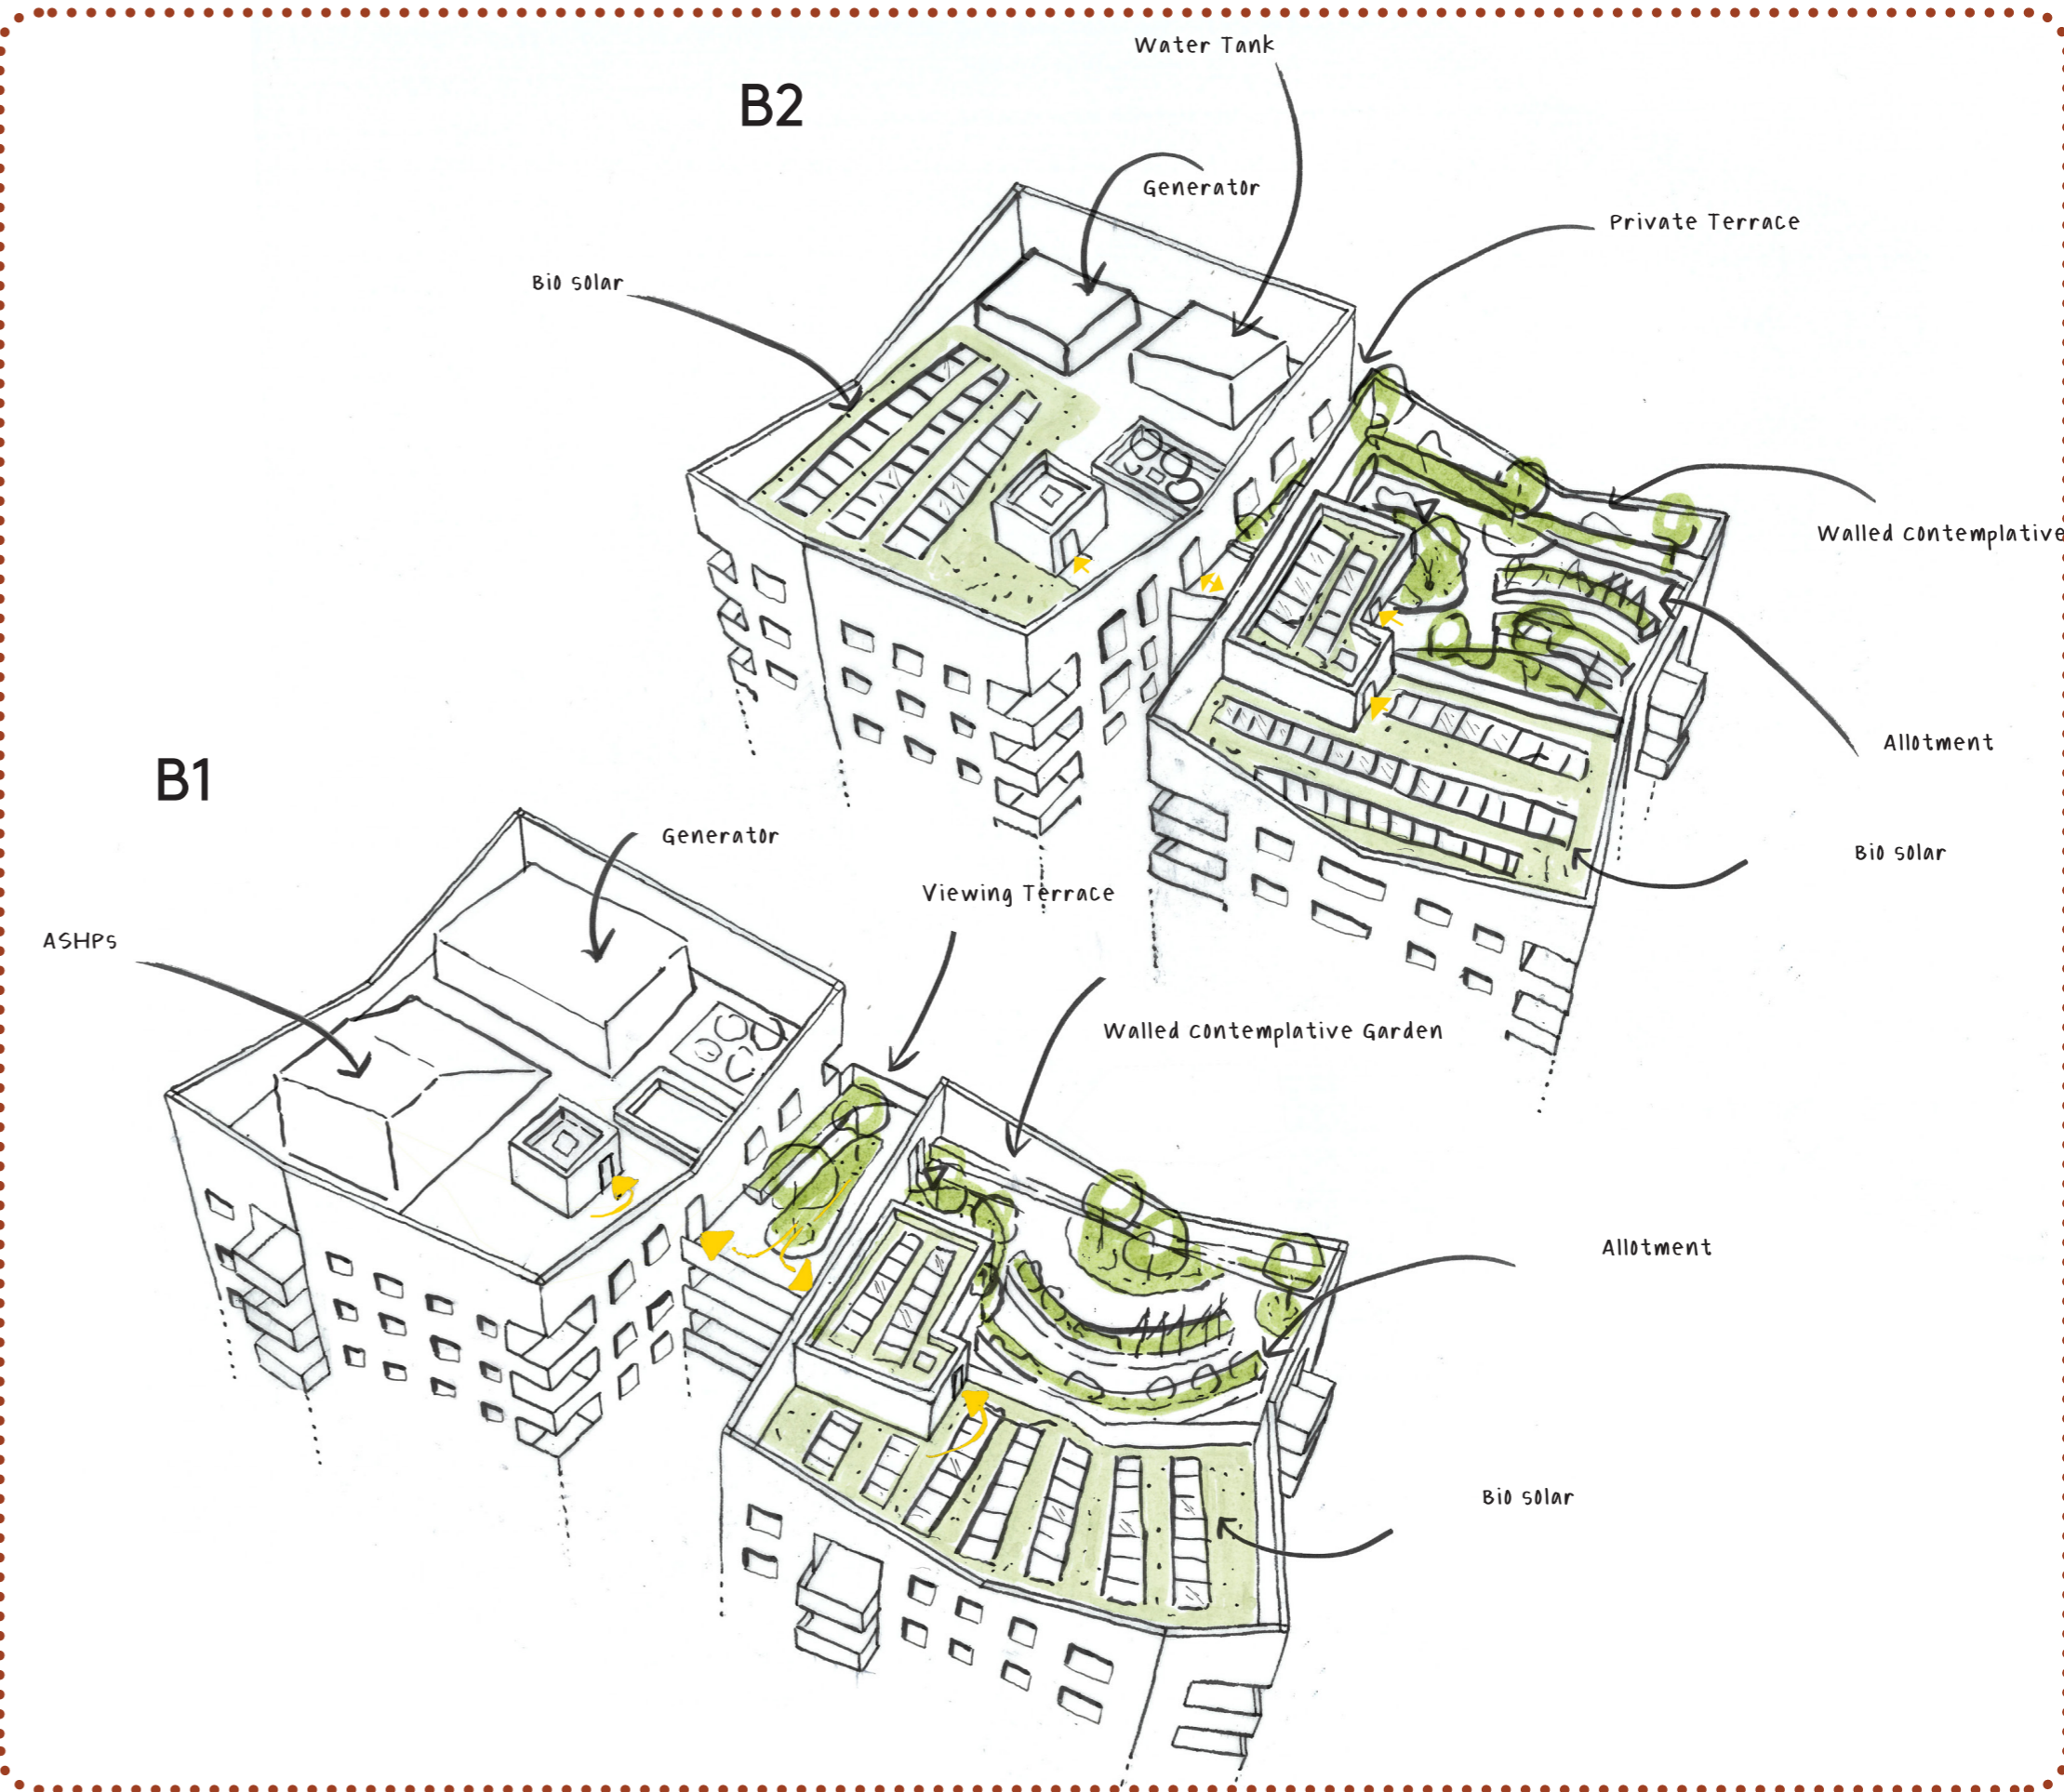 Water Tank
B2
Generator
Private Terrace
Bio solar
Walled contemplative
Allotment
B1
Generator
Bio solar
Viewing Terrace
ASHPs
Walled contemplative Garden
Allotment
Bio solar